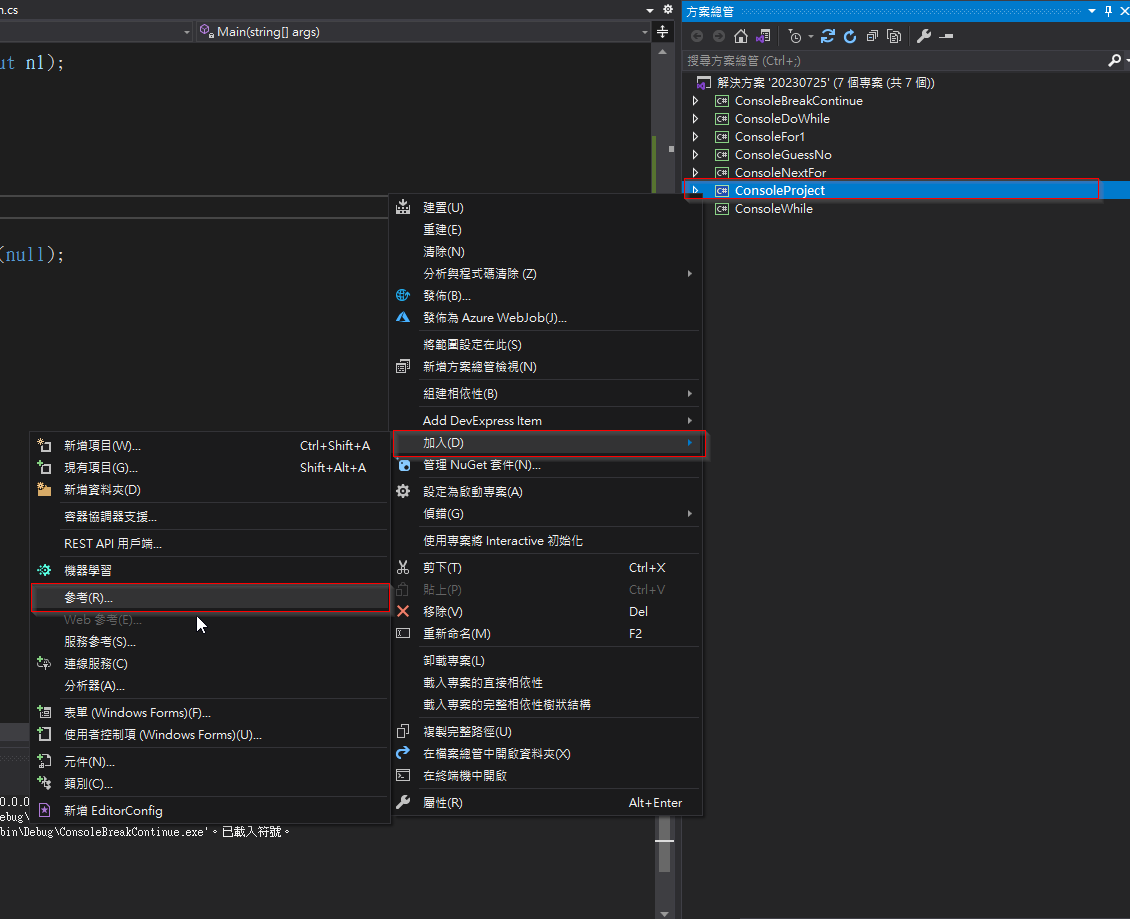 n.cs
方案總管
Main(string[] args)
ut n1);
搜尋方案總管 (Ctrl+;)
解決方案 '20230725' (7 個專案 (共 7 個))
ConsoleBreakContinue
ConsoleDoWhile
ConsoleFor1
ConsoleGuessNo
ConsoleNextFor
ConsoleProject
ConsoleWhile
(null);
建置(U)
重建(E)
清除(N)
分析與程式碼清除 (Z)
發佈(B)...
發佈為 Azure WebJob(J)...
將範圍設定在此(S)
新增方案總管檢視(N)
組建相依性(B)
Add DevExpress Item
加入(D)
管理 NuGet 套件(N)...
設定為啟動專案(A)
偵錯(G)
使用專案將 Interactive 初始化
剪下(T) Ctrl+X
貼上(P) Ctrl+V
移除(V) Del
重新命名(M) F2
卸載專案(L)
載入專案的直接相依性
載入專案的完整相依性樹狀結構
複製完整路徑(U)
在檔案總管中開啟資料夾(X)
在終端機中開啟
屬性(R) Alt+Enter
新增項目(W)... Ctrl+Shift+A
現有項目(G)... Shift+Alt+A
新增資料夾(D)
容器協調器支援...
REST API 用戶端...
機器學習
參考(R)...
Web 參考(E)...
服務參考(S)...
連線服務(C)
分析器(A)...
表單 (Windows Forms)(F)...
使用者控制項 (Windows Forms)(U)...
元件(N)...
類別(C)...
新增 EditorConfig
0.0.0
ebug\
bin\Debug\ConsoleBreakContinue.exe'。已載入符號。